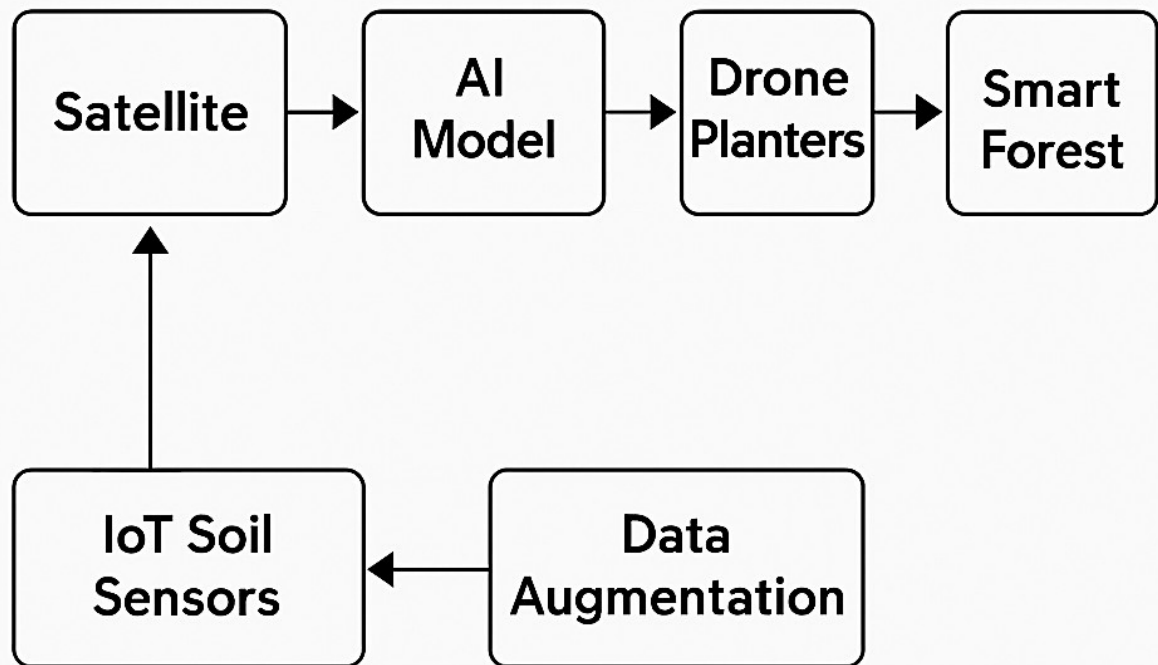 Satellite
AI
Model
Drone
Planters
Smart
Forest
IoT Soil
Sensors
Data
Augmentation